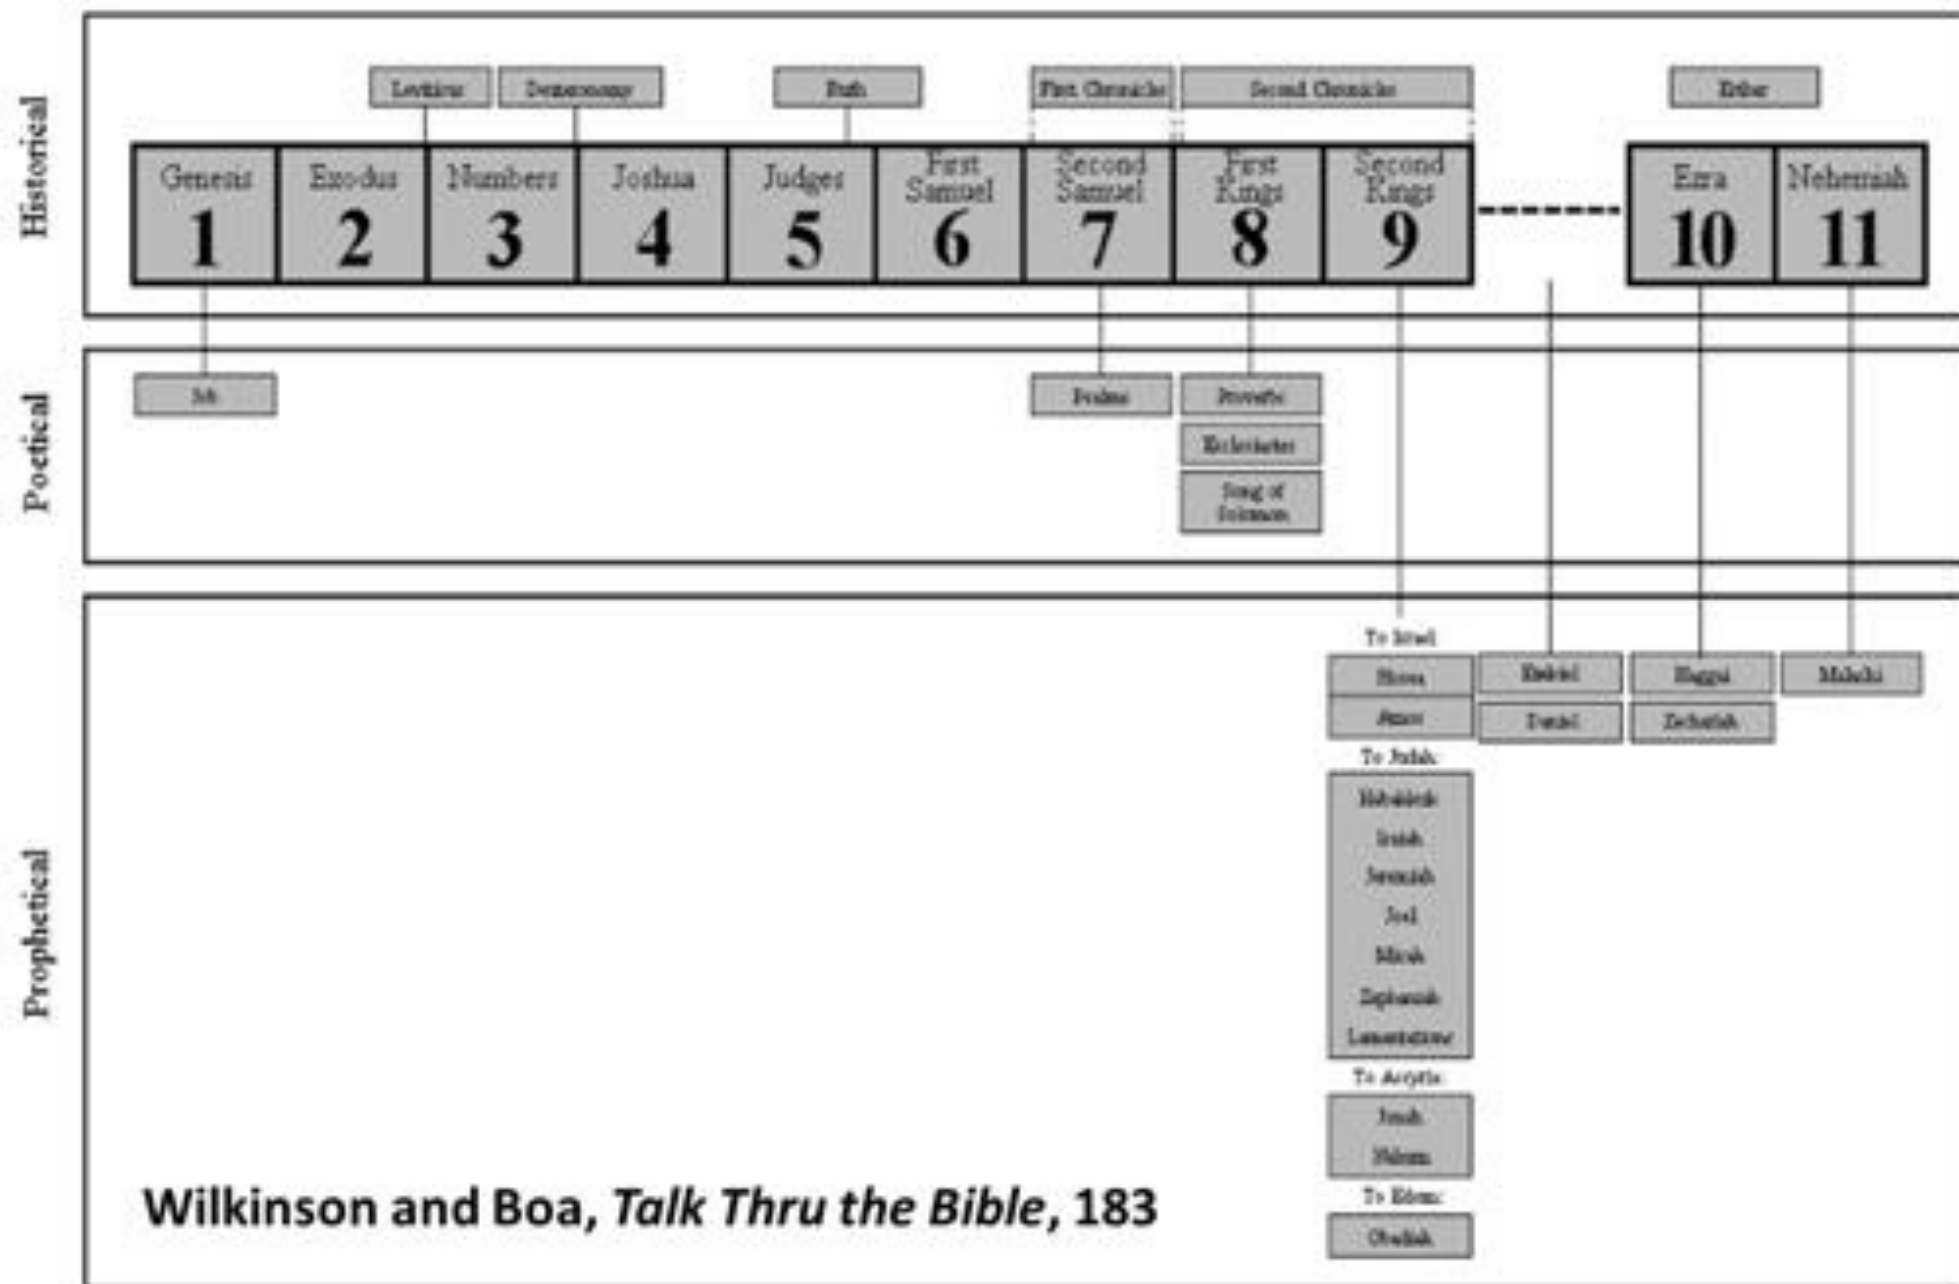 Historical
Leviticus
Deuteronomy
Ruth
First Chronicles
Second Chronicles
Esther
Genesis
1
Exodus
2
Numbers
3
Joshua
4
Judges
5
First
Samuel
6
Second
Samuel
7
First
Kings
8
Second
Kings
9
Ezra
10
Nehemiah
11
Poetical
Job
Psalms
Proverbs
Ecclesiastes
Song of
Solomon
Prophetical
To Israel:
Hosea
Amos
To Judah:
Habakkuk
Isaiah
Jeremiah
Joel
Micah
Zephaniah
Lamentations
To Assyria:
Jonah
Nahum
To Edom:
Obadiah
Ezekiel
Daniel
Haggai
Zechariah
Malachi
Wilkinson and Boa, Talk Thru the Bible, 183